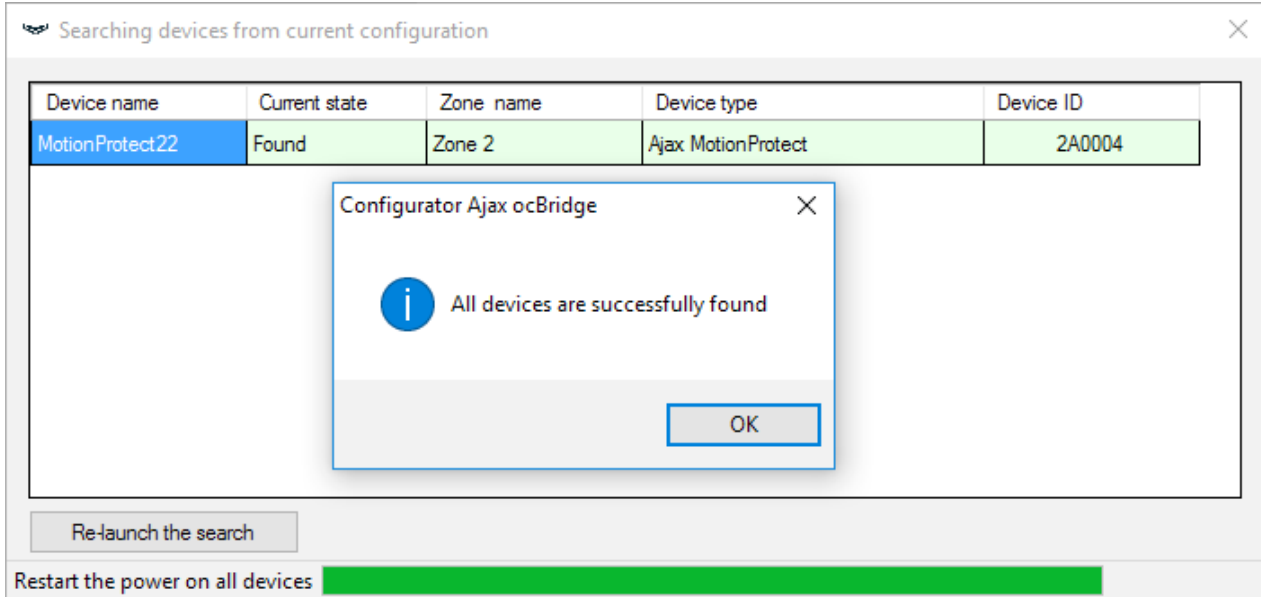 Searching devices from current configuration
Device name Current state Zone name Device type Device ID
MotionProtect22 Found Zone 2 Ajax MotionProtect 2A0004
Configurator Ajax ocBridge
All devices are successfully found
OK
Re-launch the search
Restart the power on all devices